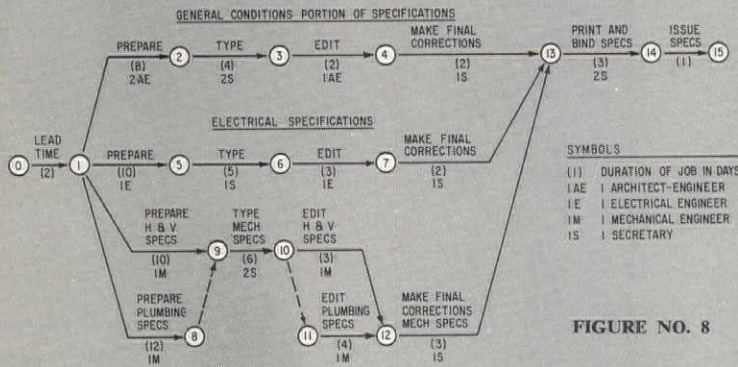 GENERAL CONDITIONS PORTION OF SPECIFICATIONS
PREPARE
(8)
2AE
2
TYPE
(4)
2S
3
EDIT
(2)
1AE
4
MAKE FINAL
CORRECTIONS
(2)
1S
13
PRINT AND
BIND SPECS
(3)
2S
14
ISSUE
SPECS
(1)
15
ELECTRICAL SPECIFICATIONS
0
LEAD
TIME
(2)
1
PREPARE
(10)
1E
5
TYPE
(5)
1S
6
EDIT
(3)
1E
7
MAKE FINAL
CORRECTIONS
(2)
1S
PREPARE
H & V
SPECS
(10)
1M
9
TYPE
MECH
SPECS
(6)
2S
10
EDIT
H & V
SPECS
(3)
1M
PREPARE
PLUMBING
SPECS
(12)
1M
8
11
EDIT
PLUMBING
SPECS
(4)
1M
12
MAKE FINAL
CORRECTIONS
MECH SPECS
(3)
1S
SYMBOLS
(1) DURATION OF JOB IN DAYS
1AE 1 ARCHITECT-ENGINEER
1E 1 ELECTRICAL ENGINEER
1M 1 MECHANICAL ENGINEER
1S 1 SECRETARY
FIGURE NO. 8